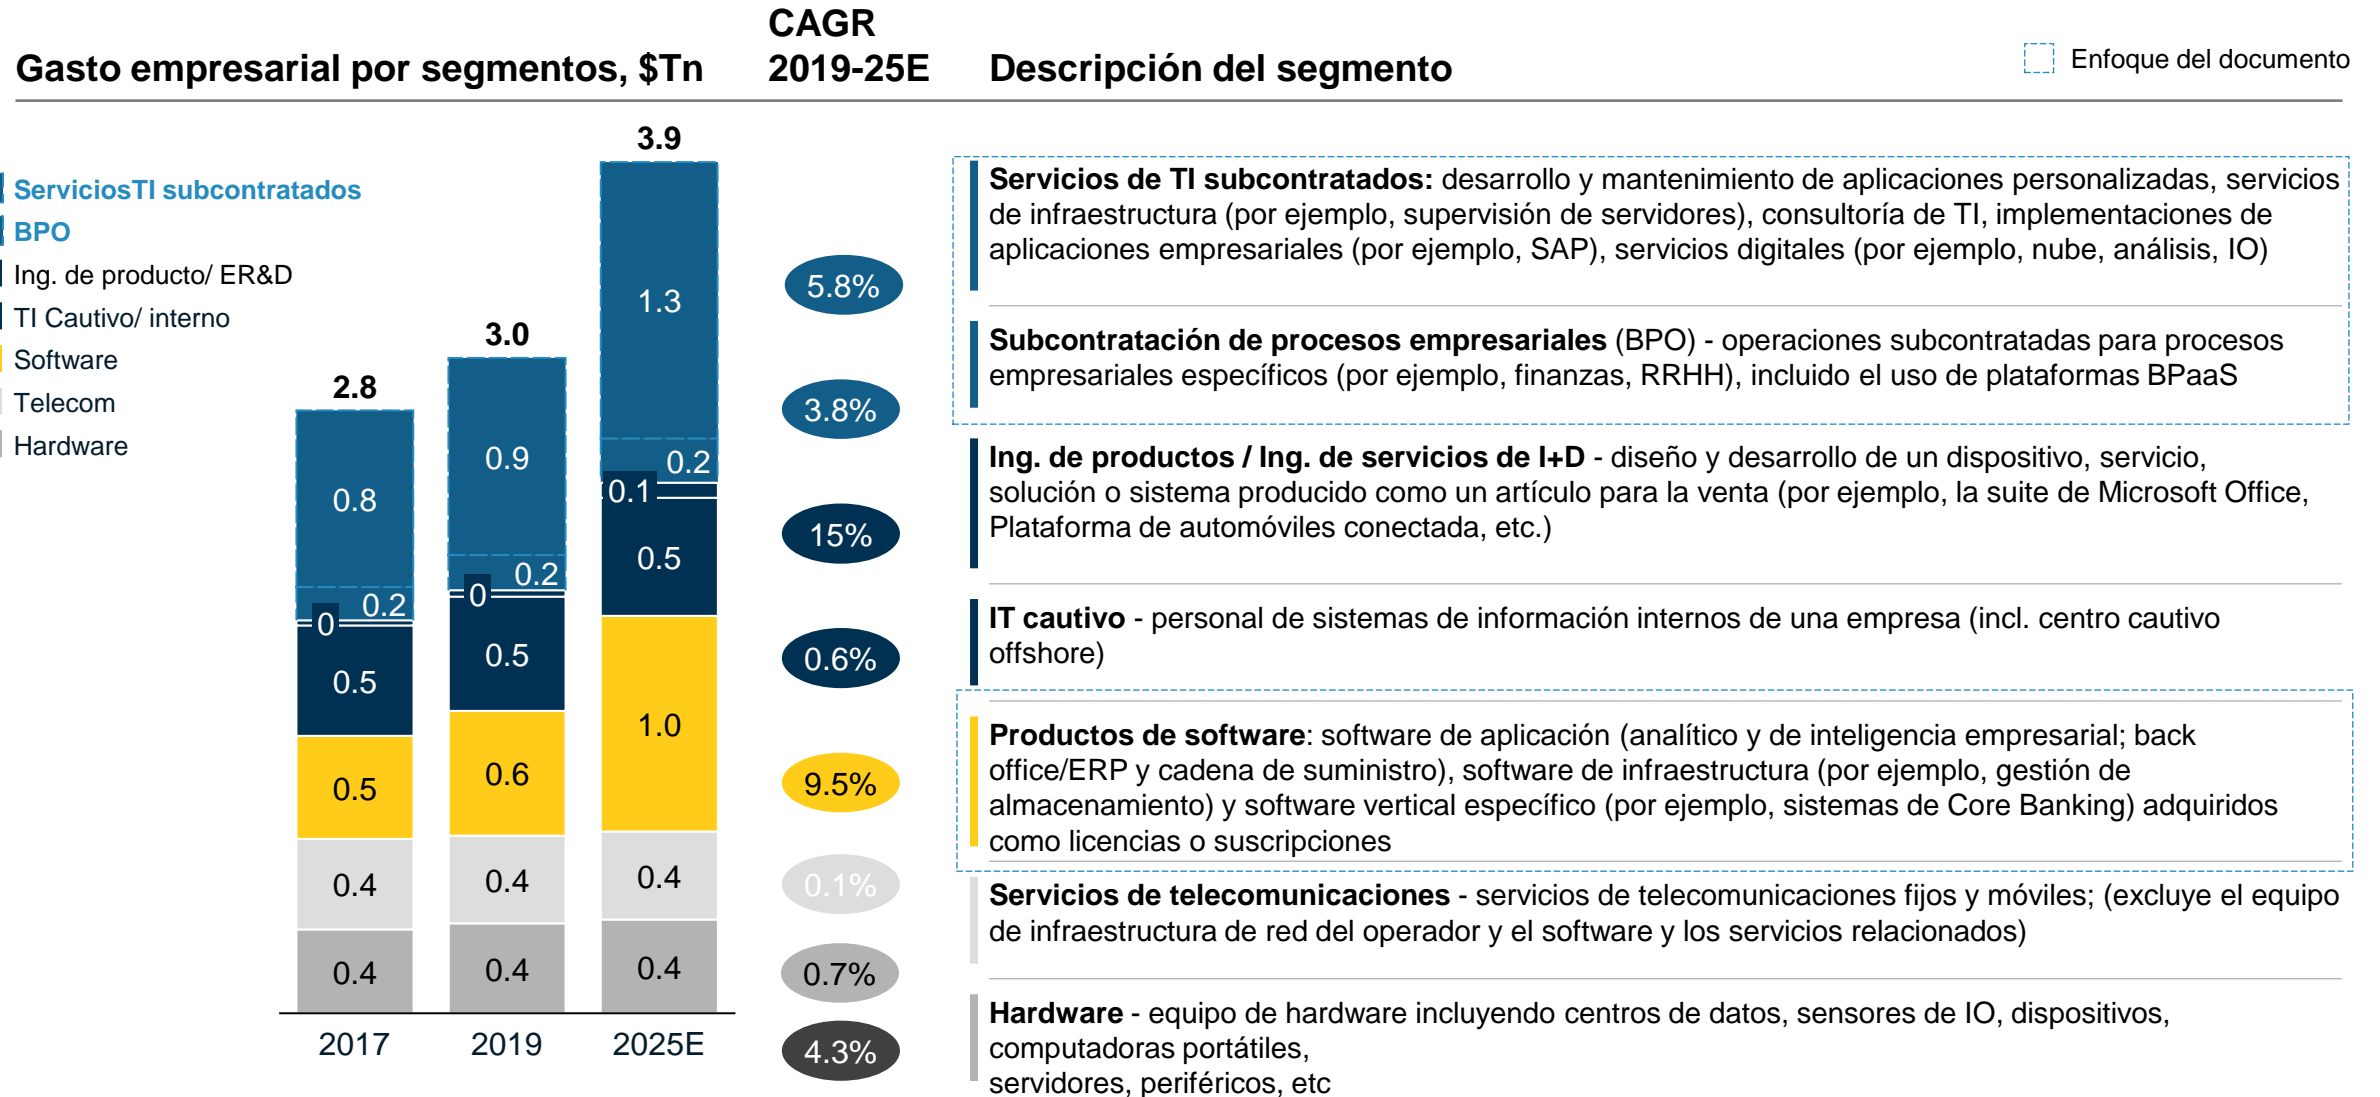 Gasto empresarial por segmentos, $Tn
CAGR
2019-25E
Descripción del segmento
Enfoque del documento
ServiciosTI subcontratados
BPO
Ing. de producto/ ER&D
TI Cautivo/ interno
Software
Telecom
Hardware
2.8
0.8
0.2
0
0.5
0.5
0.4
0.4
2017
3.0
0.9
0.2
0
0.5
0.6
0.4
0.4
2019
3.9
1.3
0.2
0.1
0.5
1.0
0.4
0.4
2025E
5.8%
3.8%
15%
0.6%
9.5%
0.1%
0.7%
4.3%
Servicios de TI subcontratados: desarrollo y mantenimiento de aplicaciones personalizadas, servicios
de infraestructura (por ejemplo, supervisión de servidores), consultoría de TI, implementaciones de
aplicaciones empresariales (por ejemplo, SAP), servicios digitales (por ejemplo, nube, análisis, IO)
Subcontratación de procesos empresariales (BPO) - operaciones subcontratadas para procesos
empresariales específicos (por ejemplo, finanzas, RRHH), incluido el uso de plataformas BPaaS
Ing. de productos / Ing. de servicios de I+D - diseño y desarrollo de un dispositivo, servicio,
solución o sistema producido como un artículo para la venta (por ejemplo, la suite de Microsoft Office,
Plataforma de automóviles conectada, etc.)
IT cautivo - personal de sistemas de información internos de una empresa (incl. centro cautivo
offshore)
Productos de software: software de aplicación (analítico y de inteligencia empresarial; back
office/ERP y cadena de suministro), software de infraestructura (por ejemplo, gestión de
almacenamiento) y software vertical específico (por ejemplo, sistemas de Core Banking) adquiridos
como licencias o suscripciones
Servicios de telecomunicaciones - servicios de telecomunicaciones fijos y móviles; (excluye el equipo
de infraestructura de red del operador y el software y los servicios relacionados)
Hardware - equipo de hardware incluyendo centros de datos, sensores de IO, dispositivos,
computadoras portátiles,
servidores, periféricos, etc